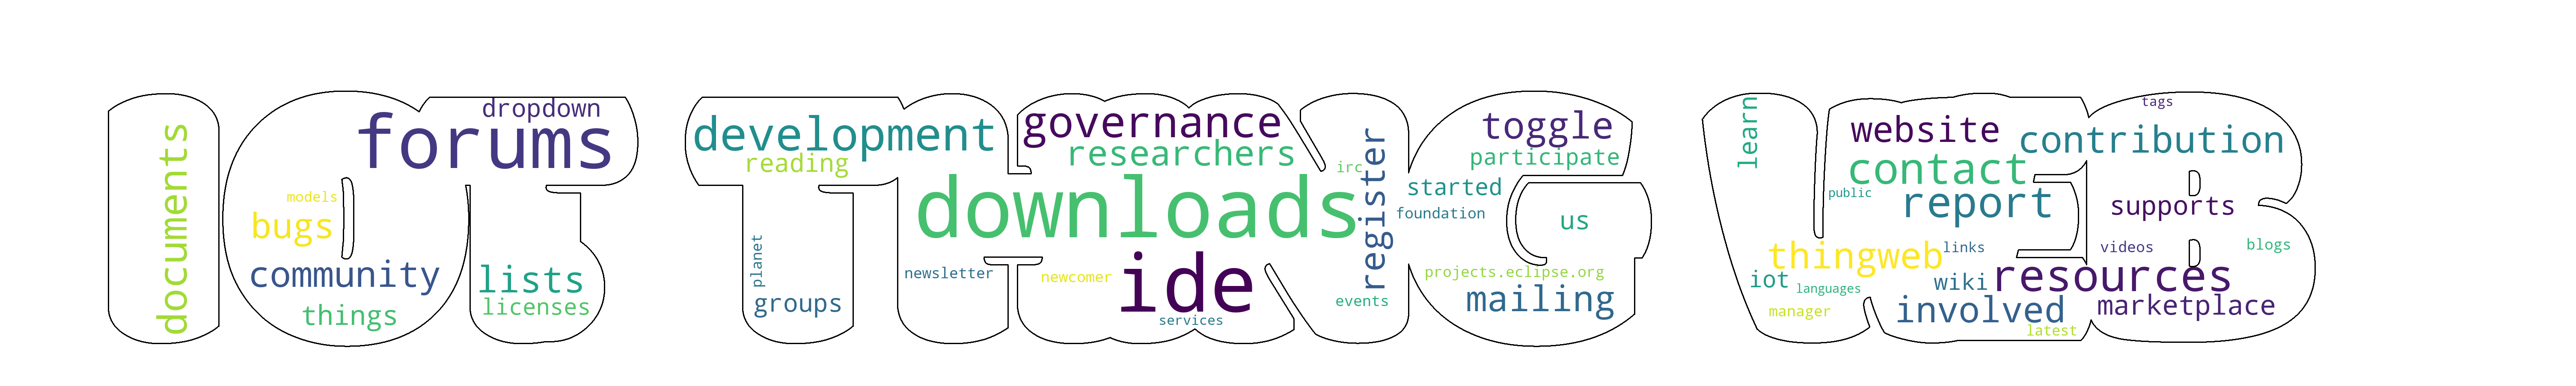 documents
dropdown
forums
models
bugs
community
things
lists
licenses
development
reading
governance
researchers
downloads
ide
planet
groups
newsletter
newcomer
services
irc
register
events
toggle
participate
started
foundation
us
projects.eclipse.org
mailing
learn
website
tags
contribution
contact
public
report
supports
thingweb
links
videos
blogs
iot
languages
wiki
resources
manager
involved
marketplace
latest